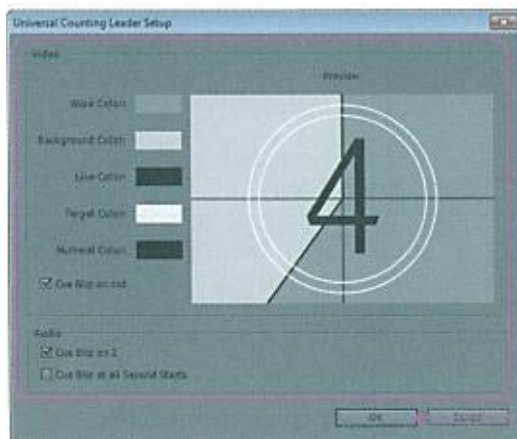 Universal Counting Leader Setup
Video
Preview
Wipe Color:
Background Color:
Line Color:
Target Color:
Numeral Color:
4
Cue Blip on out
Audio
Cue Blip on 2
Cue Blip at all Second Starts
OK
Cancel